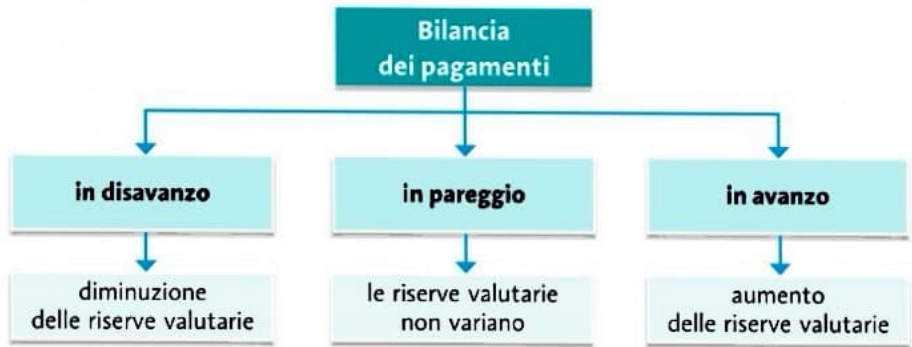 Bilancia
dei pagamenti
in disavanzo
in pareggio
in avanzo
diminuzione
delle riserve valutarie
le riserve valutarie
non variano
aumento
delle riserve valutarie